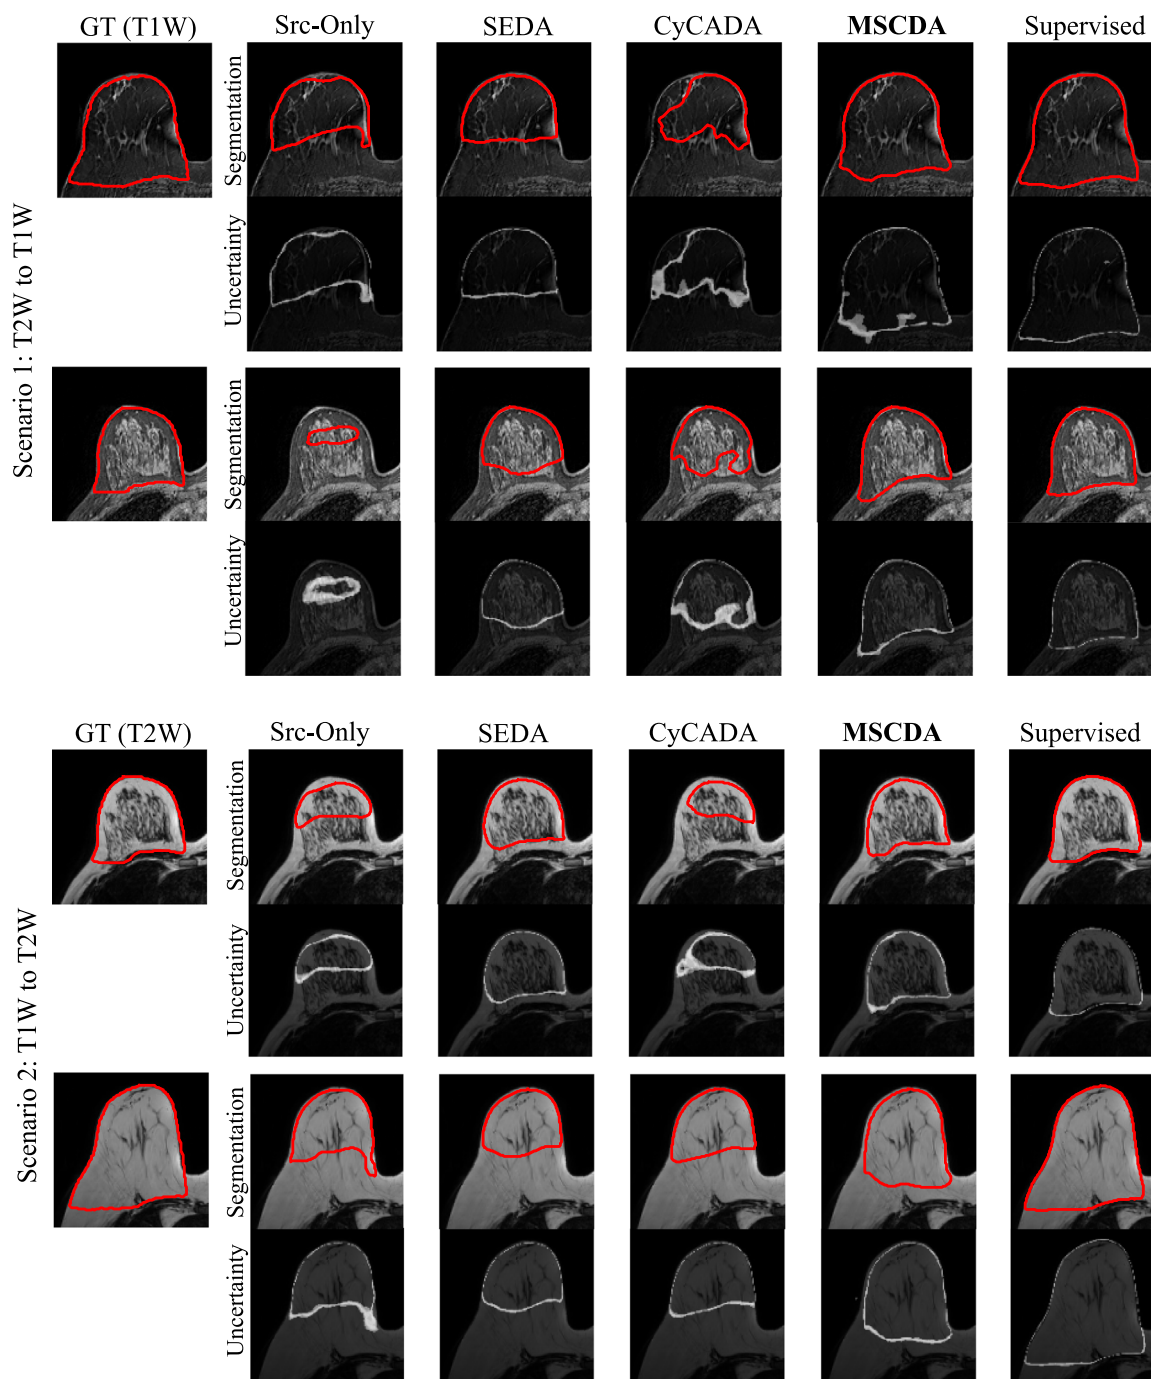 GT (T1W) Src-Only SEDA CyCADA MSCDA Supervised
Scenario 1: T2W to T1W
Segmentation
Uncertainty
Segmentation
Uncertainty
GT (T2W) Src-Only SEDA CyCADA MSCDA Supervised
Scenario 2: T1W to T2W
Segmentation
Uncertainty
Segmentation
Uncertainty